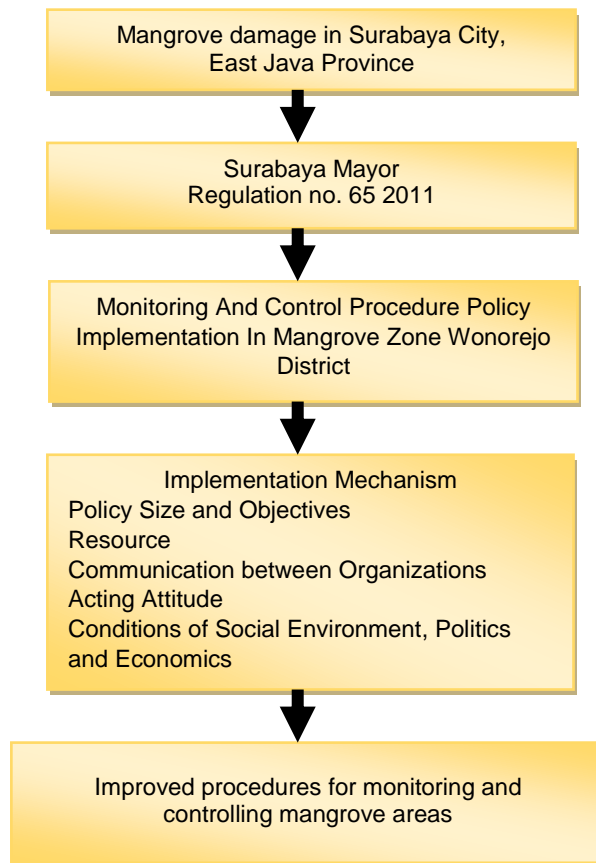 Mangrove damage in Surabaya City,
East Java Province
Surabaya Mayor
Regulation no. 65 2011
Monitoring And Control Procedure Policy
Implementation In Mangrove Zone Wonorejo
District
Implementation Mechanism
Policy Size and Objectives
Resource
Communication between Organizations
Acting Attitude
Conditions of Social Environment, Politics
and Economics
Improved procedures for monitoring and
controlling mangrove areas